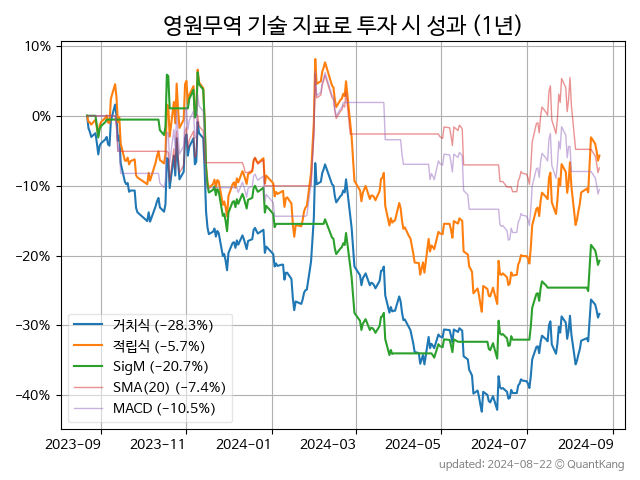 영원무역 기술 지표로 투자 시 성과 (1년)
10%
0%
−10%
−20%
−30%
−40%
거치식 (−28.3%)
적립식 (−5.7%)
SigM (−20.7%)
SMA(20) (−7.4%)
MACD (−10.5%)
2023-09 2023-11 2024-01 2024-03 2024-05 2024-07 2024-09
updated: 2024-08-22 © QuantKang